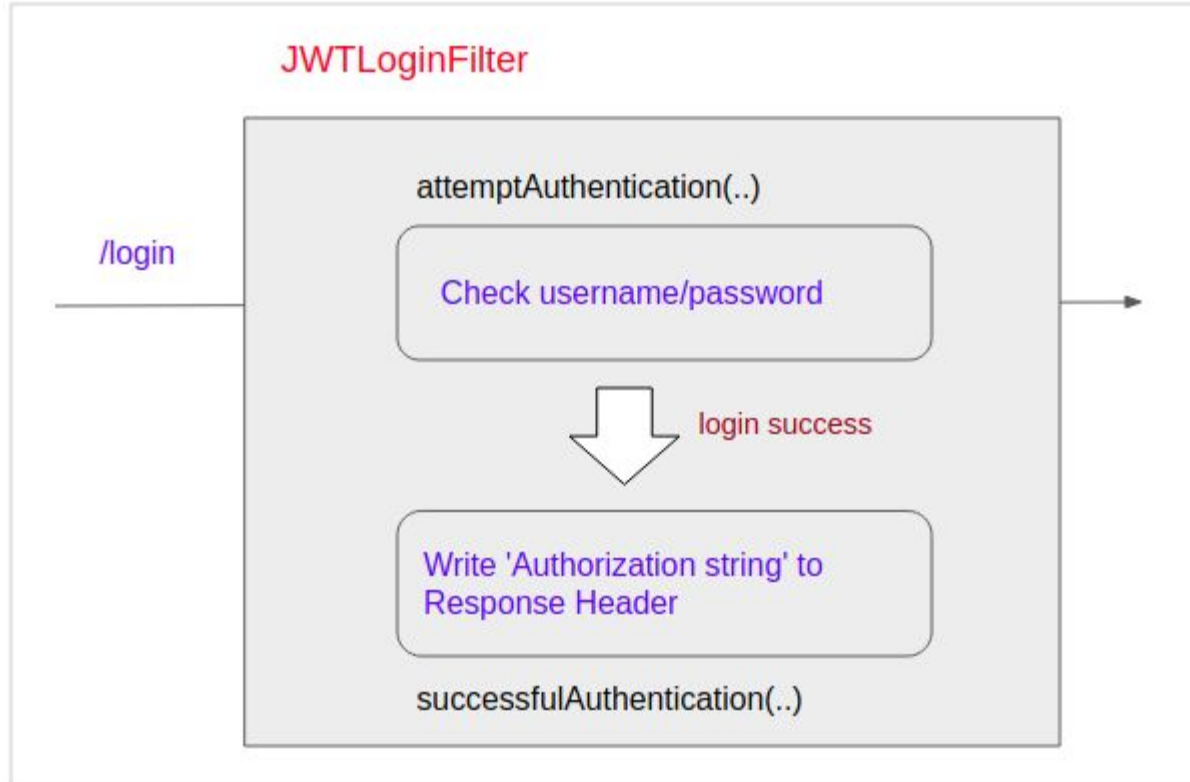 JWTLoginFilter
attemptAuthentication(..)
/login
Check username/password
login success
Write 'Authorization string' to
Response Header
successfulAuthentication(..)